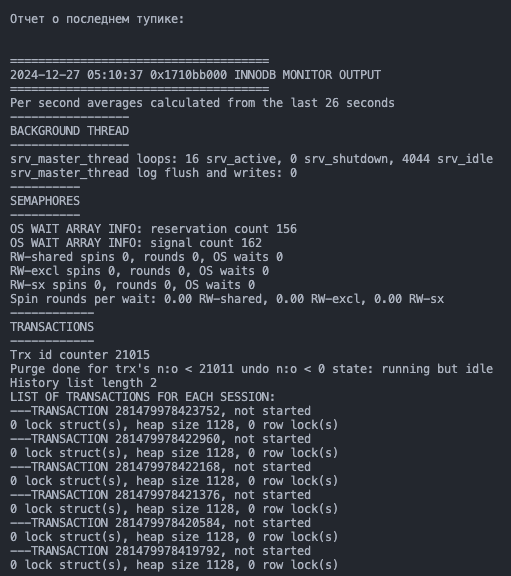 Отчет о последнем тупике:
=====================================
2024-12-27 05:10:37 0x1710bb000 INNODB MONITOR OUTPUT
=====================================
Per second averages calculated from the last 26 seconds
-----------------
BACKGROUND THREAD
-----------------
srv_master_thread loops: 16 srv_active, 0 srv_shutdown, 4044 srv_idle
srv_master_thread log flush and writes: 0
----------
SEMAPHORES
----------
OS WAIT ARRAY INFO: reservation count 156
OS WAIT ARRAY INFO: signal count 162
RW-shared spins 0, rounds 0, OS waits 0
RW-excl spins 0, rounds 0, OS waits 0
RW-sx spins 0, rounds 0, OS waits 0
Spin rounds per wait: 0.00 RW-shared, 0.00 RW-excl, 0.00 RW-sx
------------
TRANSACTIONS
------------
Trx id counter 21015
Purge done for trx's n:o < 21011 undo n:o < 0 state: running but idle
History list length 2
LIST OF TRANSACTIONS FOR EACH SESSION:
---TRANSACTION 281479978423752, not started
0 lock struct(s), heap size 1128, 0 row lock(s)
---TRANSACTION 281479978422960, not started
0 lock struct(s), heap size 1128, 0 row lock(s)
---TRANSACTION 281479978422168, not started
0 lock struct(s), heap size 1128, 0 row lock(s)
---TRANSACTION 281479978421376, not started
0 lock struct(s), heap size 1128, 0 row lock(s)
---TRANSACTION 281479978420584, not started
0 lock struct(s), heap size 1128, 0 row lock(s)
---TRANSACTION 281479978419792, not started
0 lock struct(s), heap size 1128, 0 row lock(s)